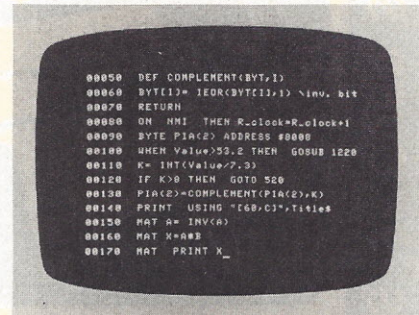 00050 DEF COMPLEMENT(BYT,I)
00060 BYT[I]= IEOR(BYT[I],1) \inv. bit
00070 RETURN
00080 ON NMI THEN R_clock=R_clock+1
00090 BYTE PIA(2) ADDRESS #8000
00100 WHEN Value>53.2 THEN GOSUB 1220
00110 K= INT(Value/7.3)
00120 IF K>0 THEN GOTO 520
00130 PIA(2)=COMPLEMENT(PIA(2),K)
00140 PRINT USING "[60,C]",Title$
00150 MAT A= INV(A)
00160 MAT X=A*B
00170 MAT PRINT X_